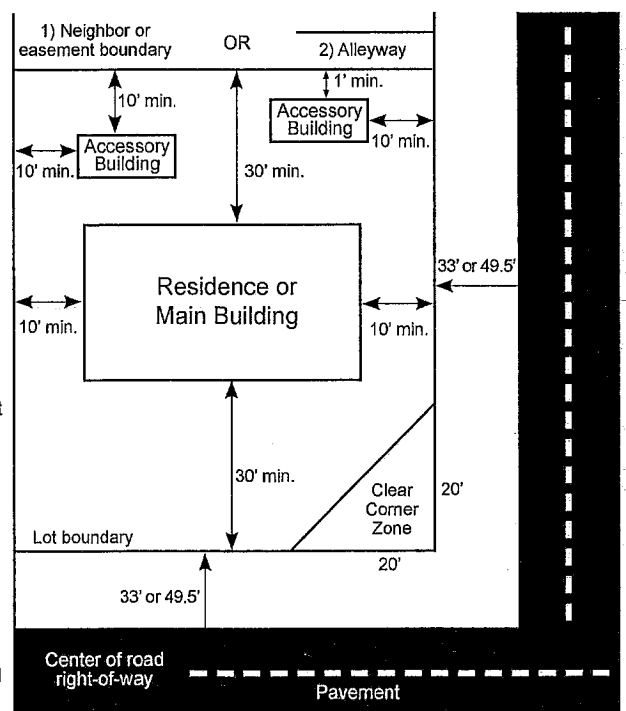 1) Neighbor or
easement boundary
OR
2) Alleyway
1' min.
10' min.
Accessory
Building
10' min.
Accessory
Building
10' min.
30' min.
33' or 49.5'
Residence or
Main Building
10' min.
10' min.
30' min.
Clear
Corner
Zone
20'
Lot boundary
20'
33' or 49.5'
Center of road
right-of-way
Pavement